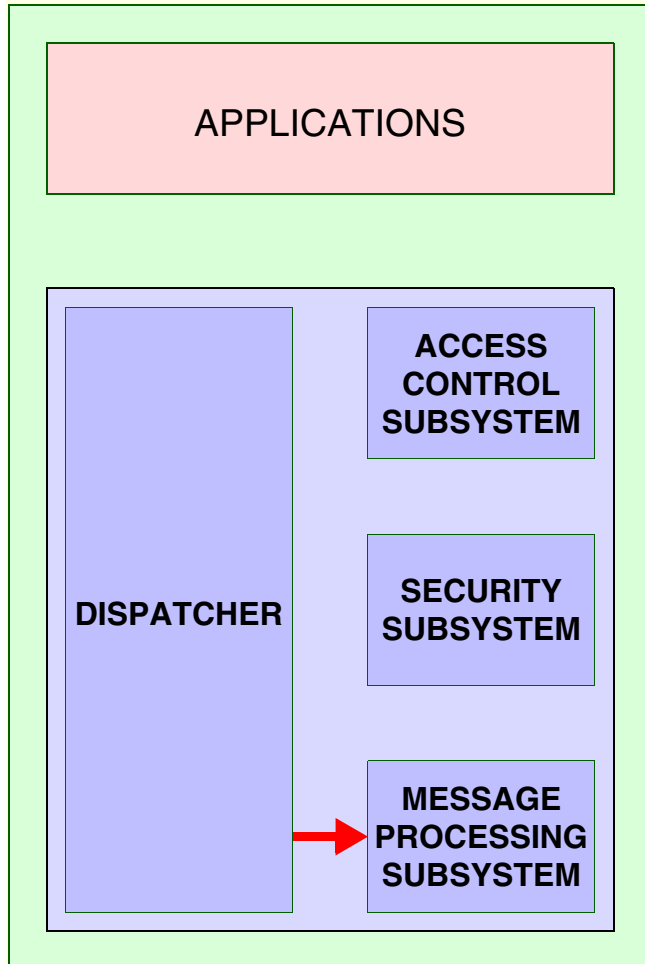 APPLICATIONS
ACCESS
CONTROL
SUBSYSTEM
DISPATCHER
SECURITY
SUBSYSTEM
MESSAGE
PROCESSING
SUBSYSTEM